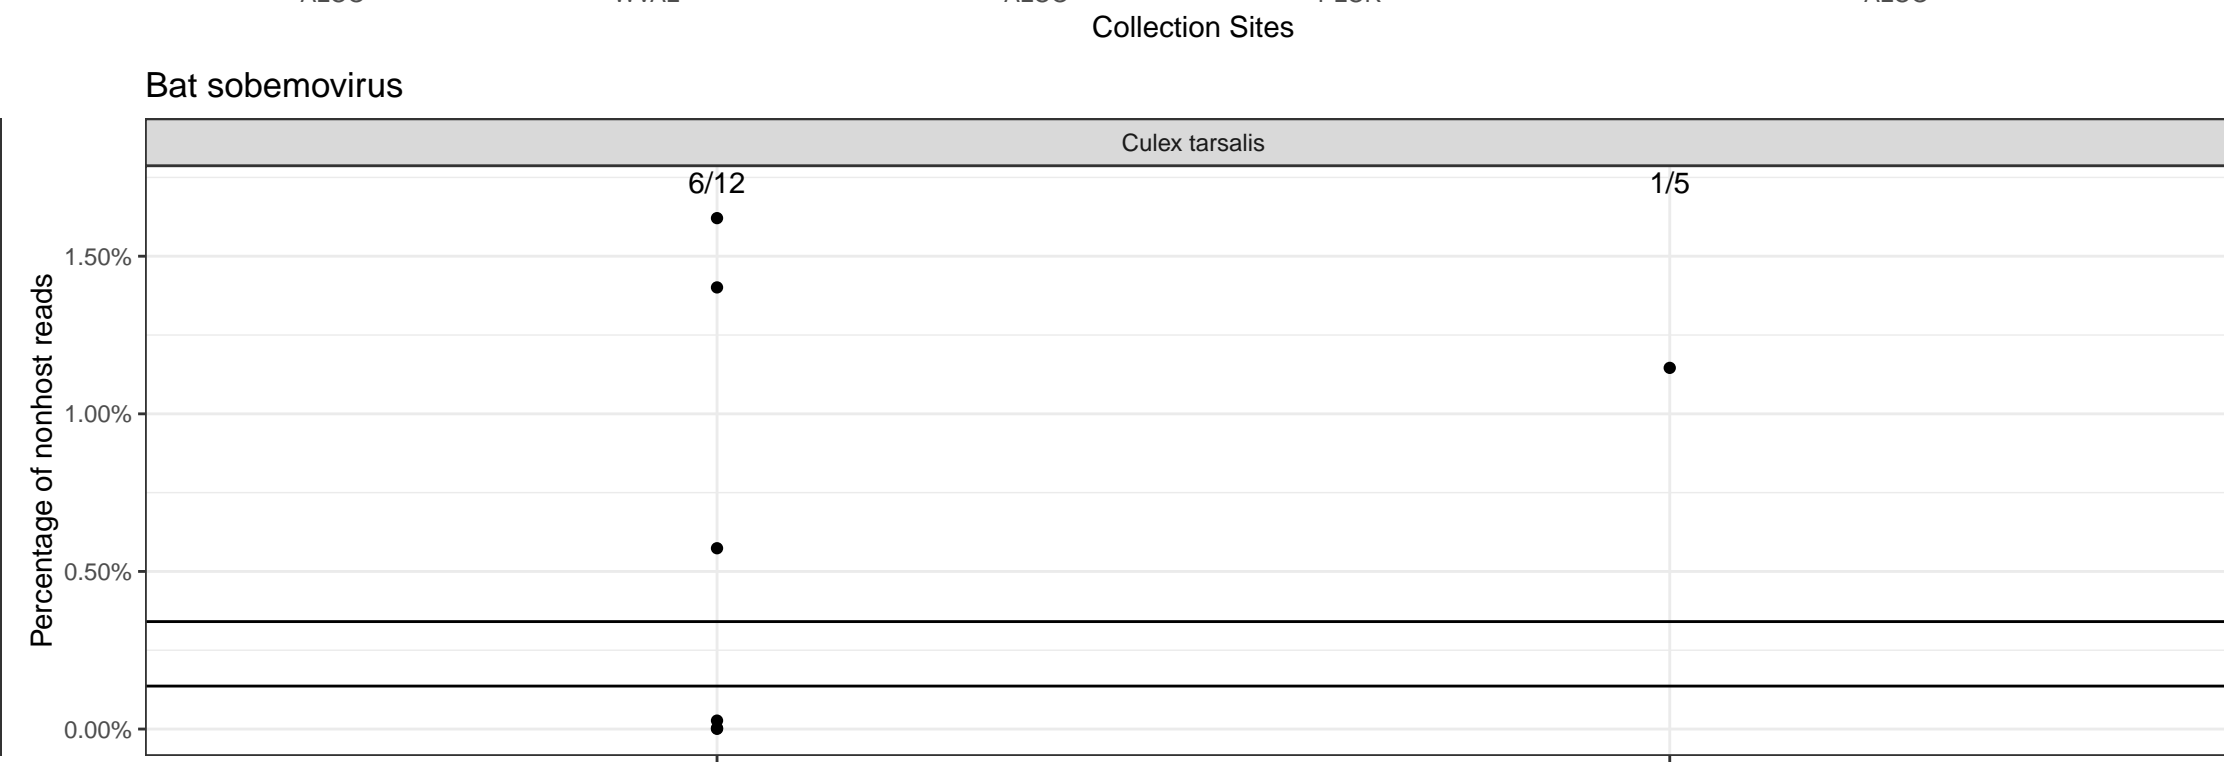 Collection Sites
Bat sobemovirus
Culex tarsalis
6/12
1/5
1.50%
1.00%
0.50%
0.00%
Percentage of nonhost reads